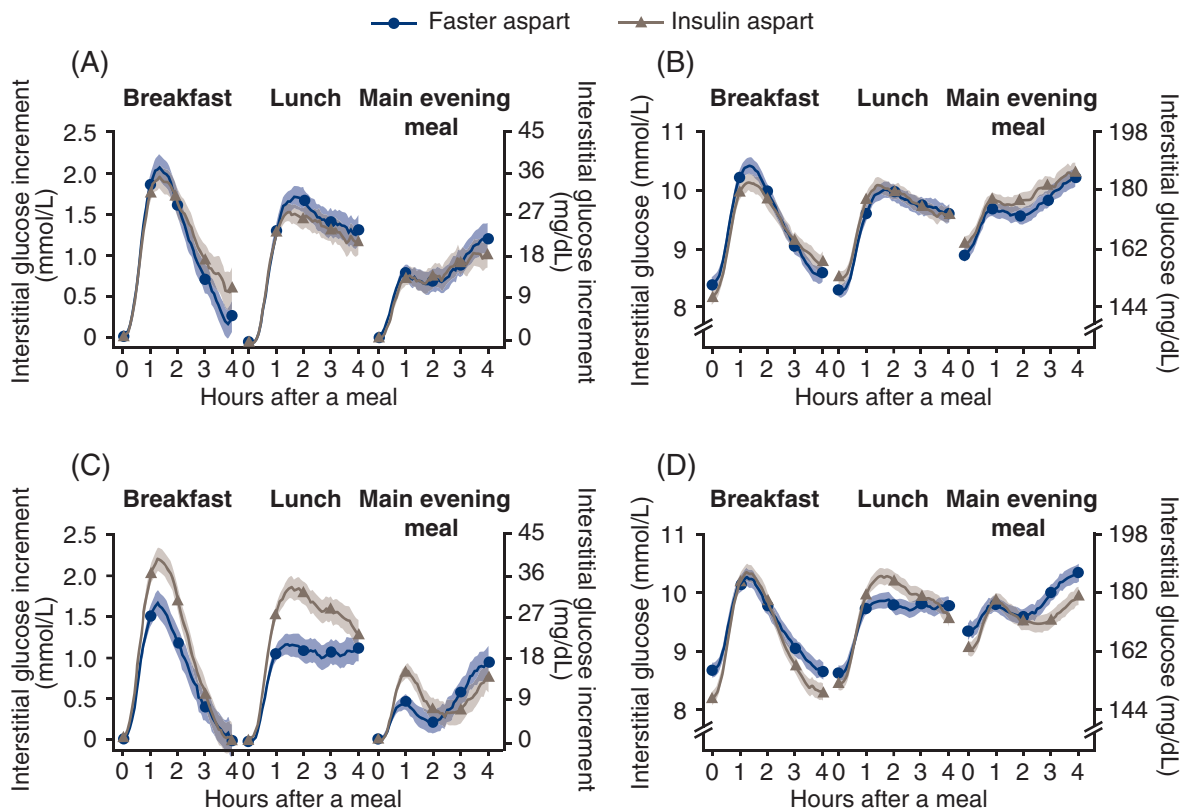 Faster aspart
Insulin aspart
(A)
Breakfast
Lunch
Main evening
meal
Interstitial glucose increment
(mmol/L)
2.5
2.0
1.5
1.0
0.5
0
45
36
27
18
9
0
Interstitial glucose increment
(mg/dL)
0 1 2 3 4 0 1 2 3 4 0 1 2 3 4
Hours after a meal
(B)
Breakfast
Lunch
Main evening
meal
Interstitial glucose (mmol/L)
11
10
9
8
198
180
162
144
Interstitial glucose (mg/dL)
0 1 2 3 4 0 1 2 3 4 0 1 2 3 4
Hours after a meal
(C)
Breakfast
Lunch
Main evening
meal
Interstitial glucose increment
(mmol/L)
2.5
2.0
1.5
1.0
0.5
0
45
36
27
18
9
0
Interstitial glucose increment
(mg/dL)
0 1 2 3 4 0 1 2 3 4 0 1 2 3 4
Hours after a meal
(D)
Breakfast
Lunch
Main evening
meal
Interstitial glucose (mmol/L)
11
10
9
8
198
180
162
144
Interstitial glucose (mg/dL)
0 1 2 3 4 0 1 2 3 4 0 1 2 3 4
Hours after a meal